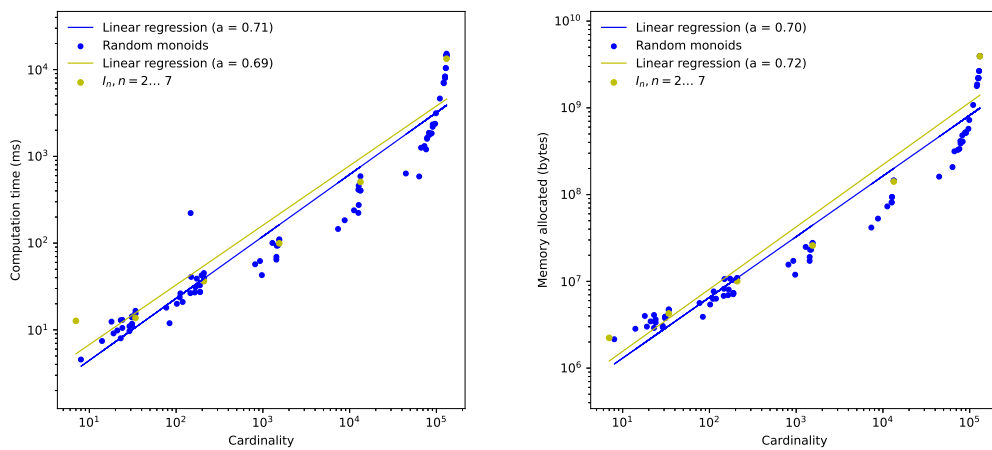 Linear regression (a = 0.71)
Random monoids
Linear regression (a = 0.69)
I_n, n = 2... 7
10^4
10^3
10^2
10^1
Computation time (ms)
10^1
10^2
10^3
10^4
10^5
Cardinality
Linear regression (a = 0.70)
Random monoids
Linear regression (a = 0.72)
I_n, n = 2... 7
10^10
10^9
10^8
10^7
10^6
Memory allocated (bytes)
10^1
10^2
10^3
10^4
10^5
Cardinality